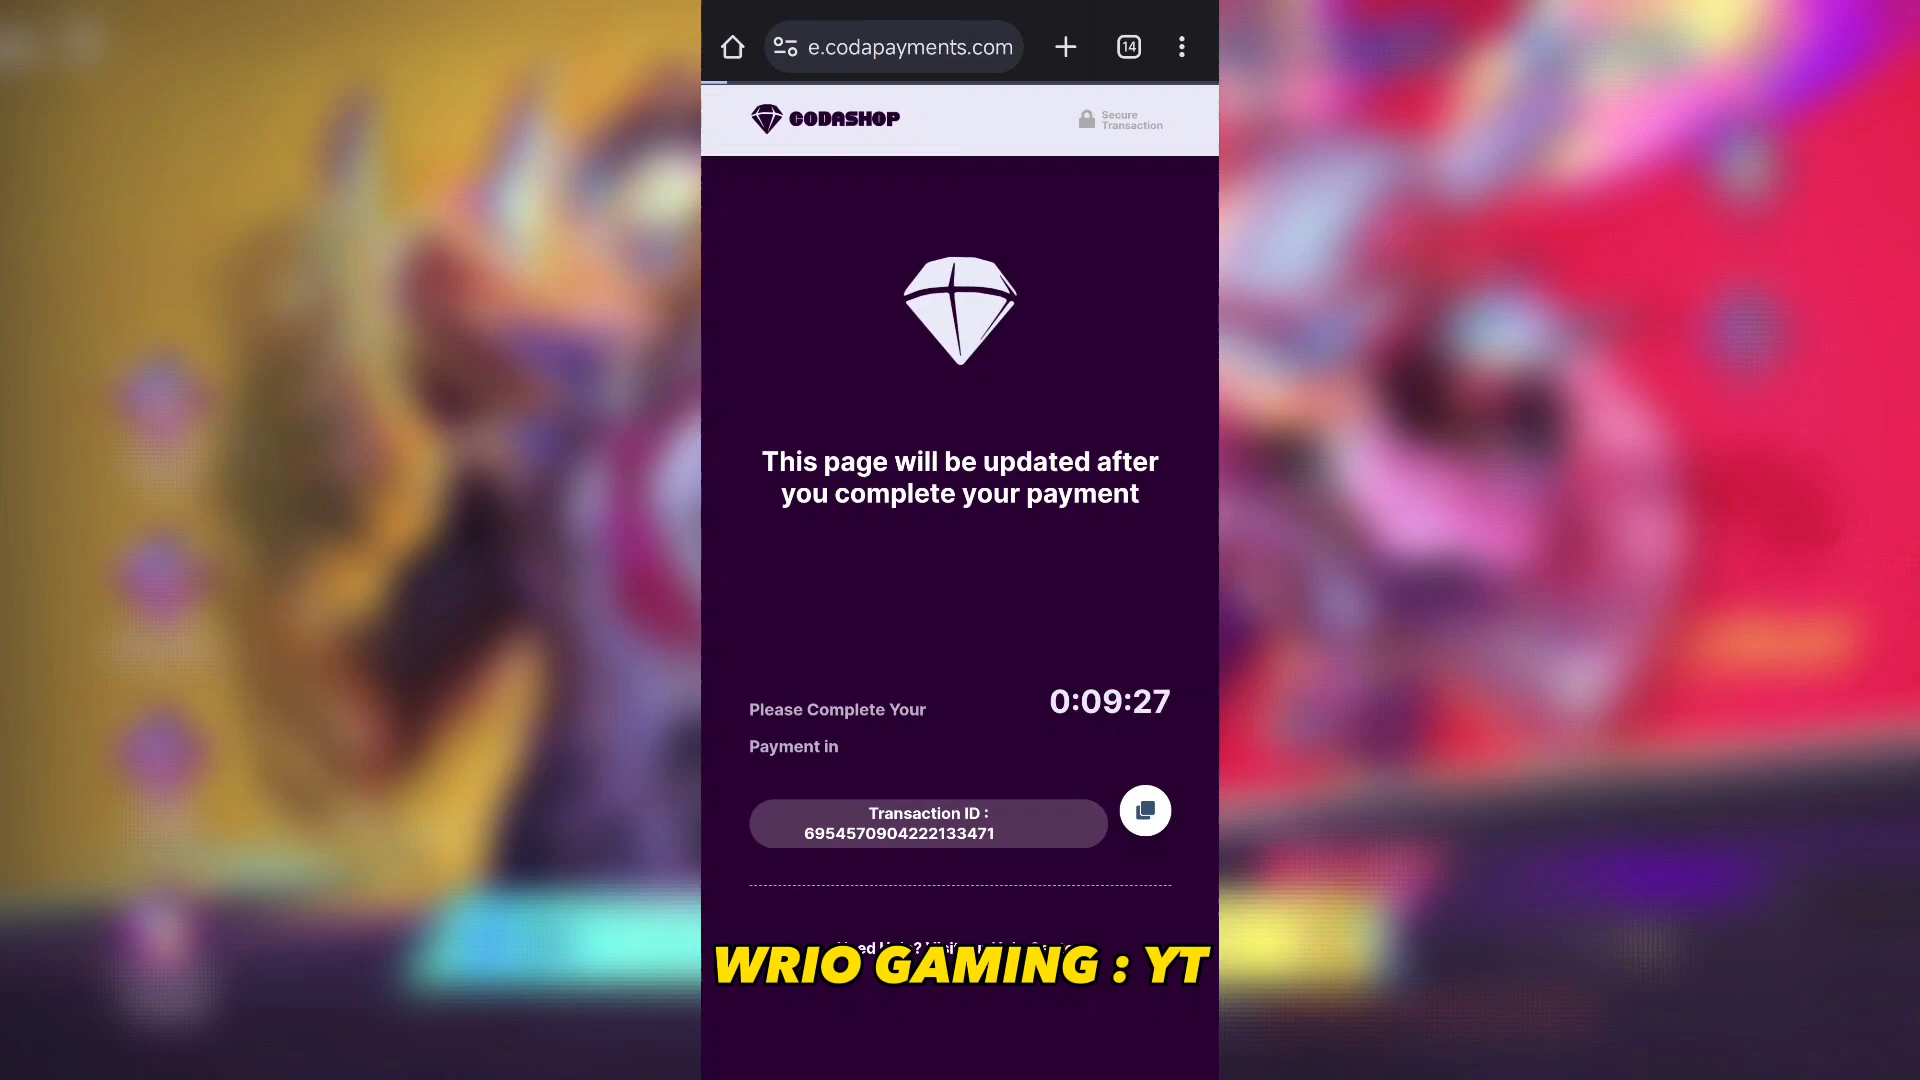 e.codapayments.com
14
CODASHOP
Secure
Transaction
This page will be updated after
you complete your payment
Please Complete Your
Payment in
0:09:27
Transaction ID :
6954570904222133471
WRIO GAMING : YT